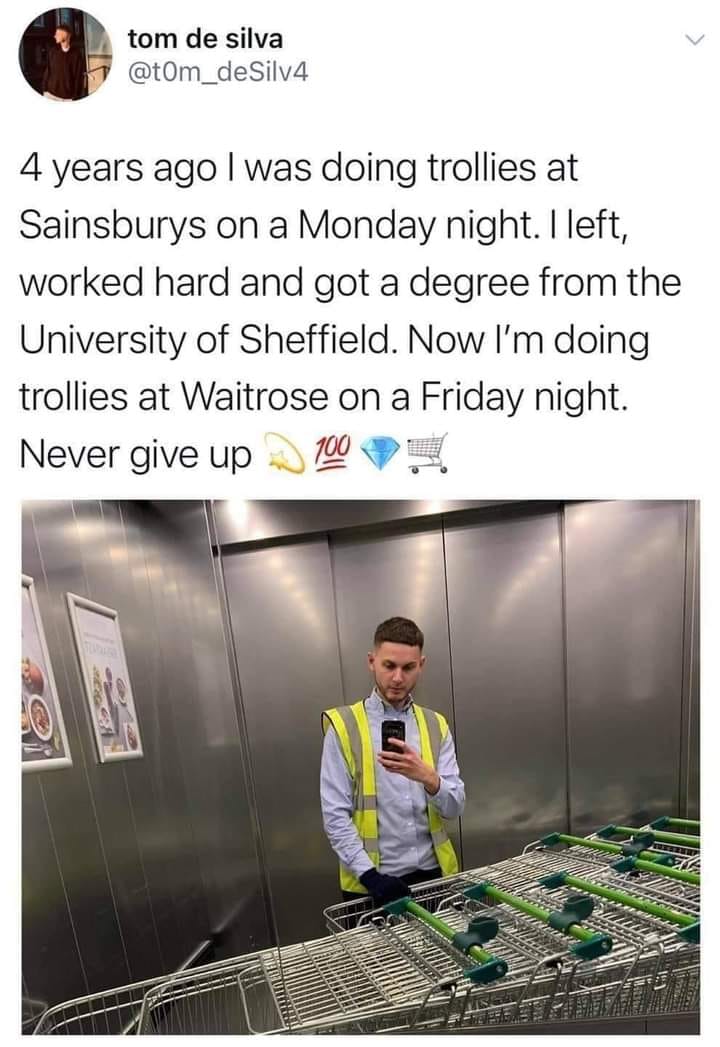 tom de silva
@t0m_deSilv4
4 years ago I was doing trollies at
Sainsburys on a Monday night. I left,
worked hard and got a degree from the
University of Sheffield. Now I'm doing
trollies at Waitrose on a Friday night.
Never give up 💫 💯 💎 🛒